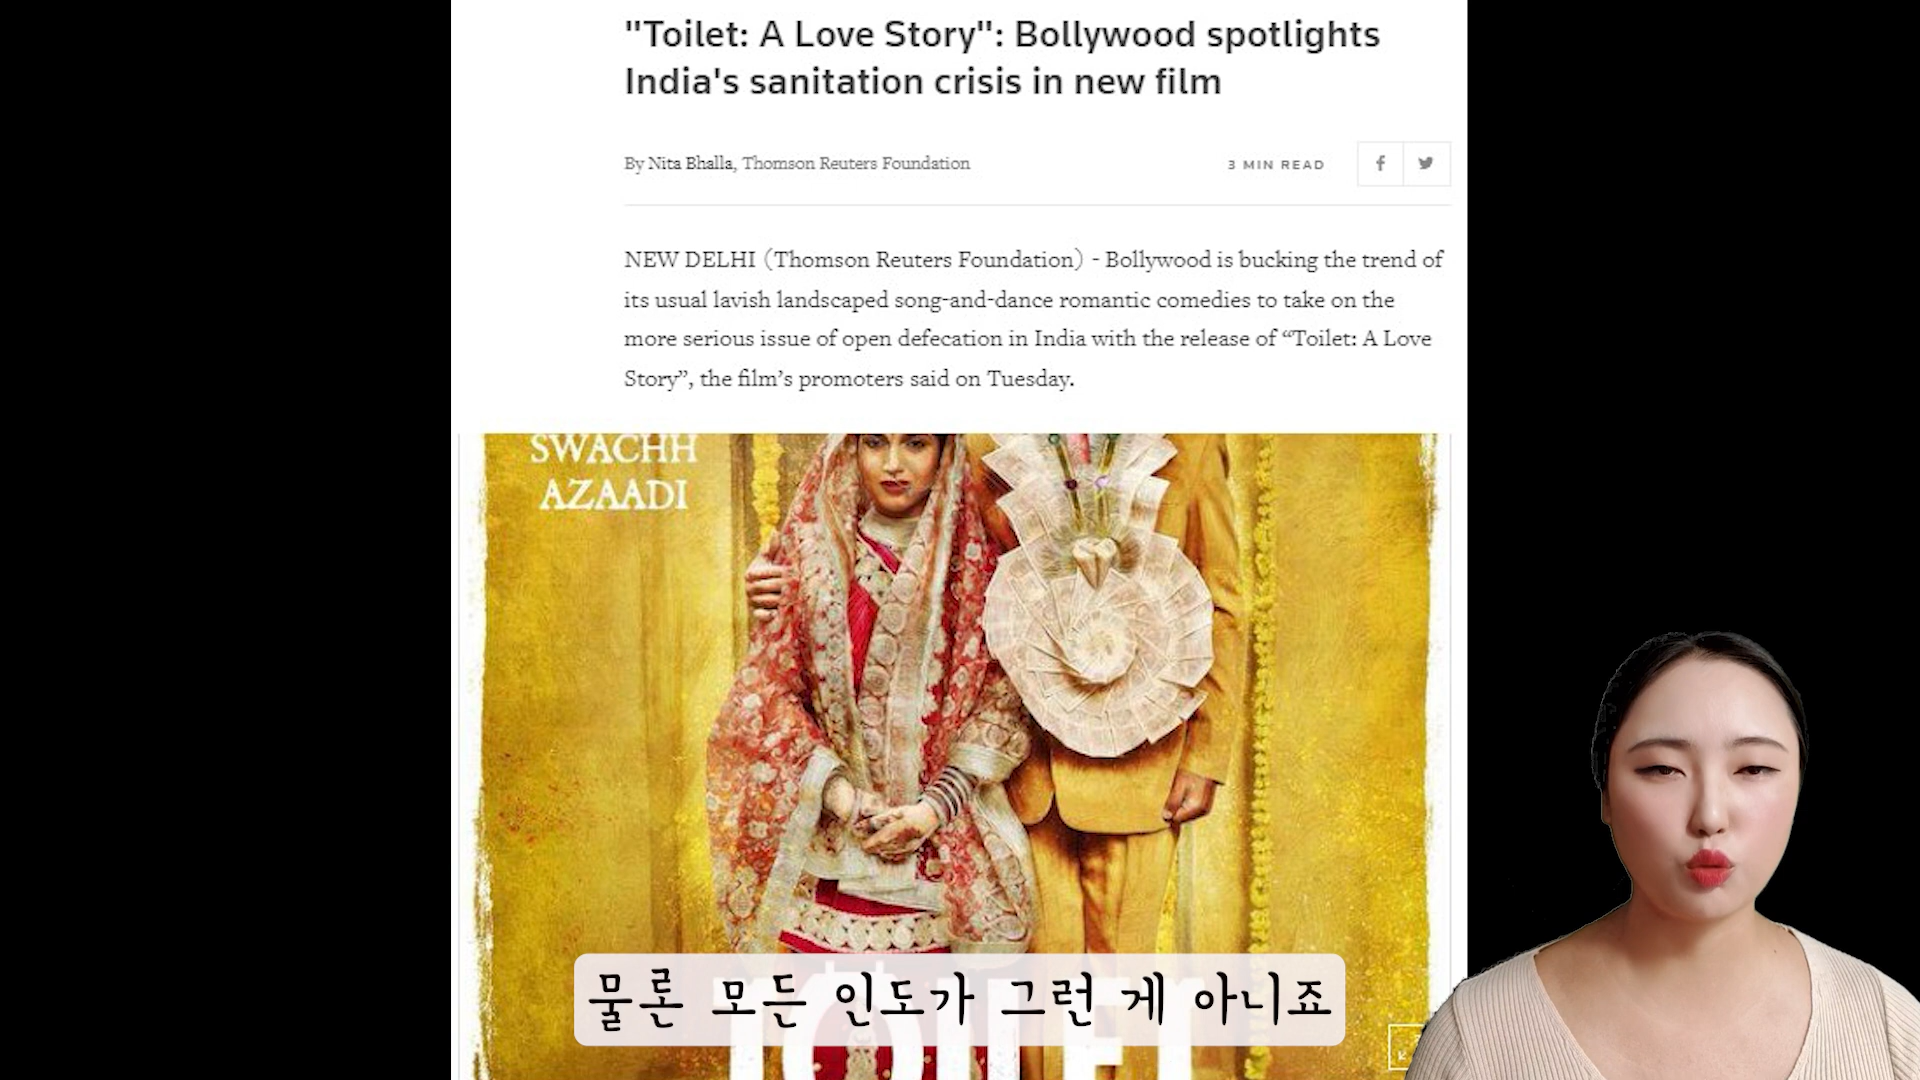 "Toilet: A Love Story": Bollywood spotlights
India's sanitation crisis in new film
By Nita Bhalla, Thomson Reuters Foundation
3 MIN READ
NEW DELHI (Thomson Reuters Foundation) - Bollywood is bucking the trend of
its usual lavish landscaped song-and-dance romantic comedies to take on the
more serious issue of open defecation in India with the release of “Toilet: A Love
Story”, the film’s promoters said on Tuesday.
SWACHH
AZAADI
물론 모든 인도가 그런 게 아니죠
TOILET